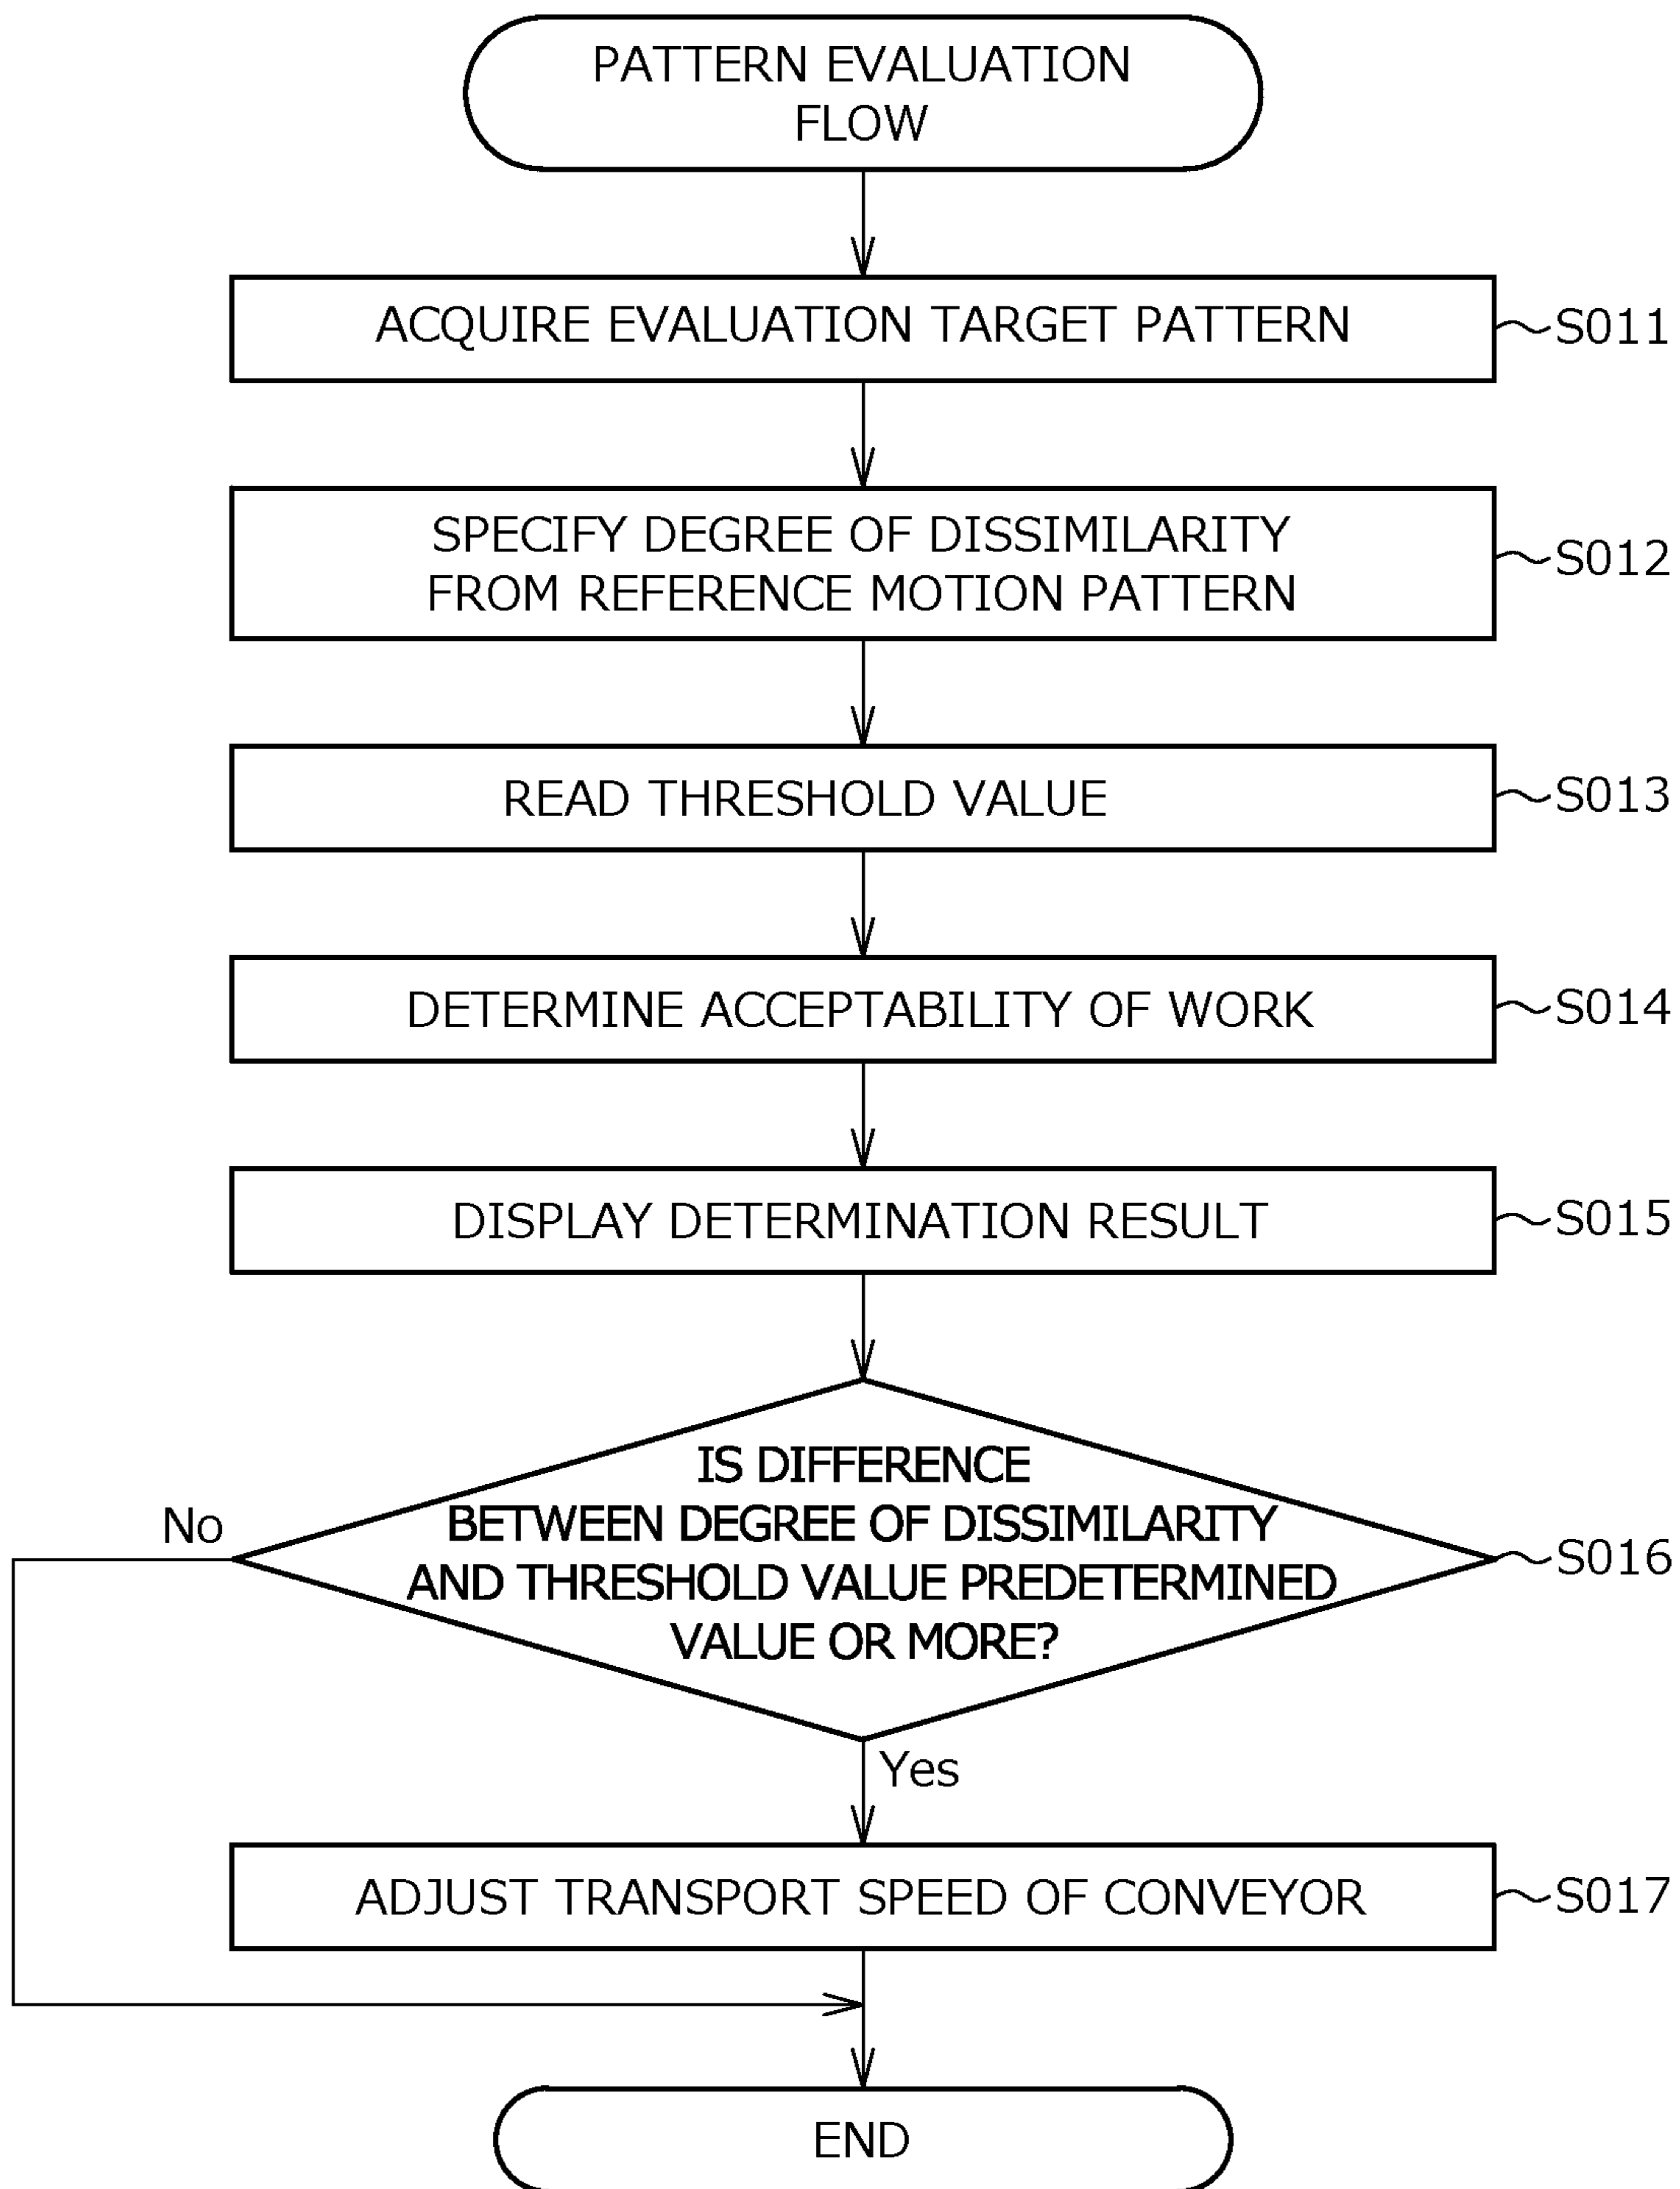 PATTERN EVALUATION
FLOW
ACQUIRE EVALUATION TARGET PATTERN
S011
SPECIFY DEGREE OF DISSIMILARITY
FROM REFERENCE MOTION PATTERN
S012
READ THRESHOLD VALUE
S013
DETERMINE ACCEPTABILITY OF WORK
S014
DISPLAY DETERMINATION RESULT
S015
IS DIFFERENCE
BETWEEN DEGREE OF DISSIMILARITY
AND THRESHOLD VALUE PREDETERMINED
VALUE OR MORE?
No
S016
Yes
ADJUST TRANSPORT SPEED OF CONVEYOR
S017
END